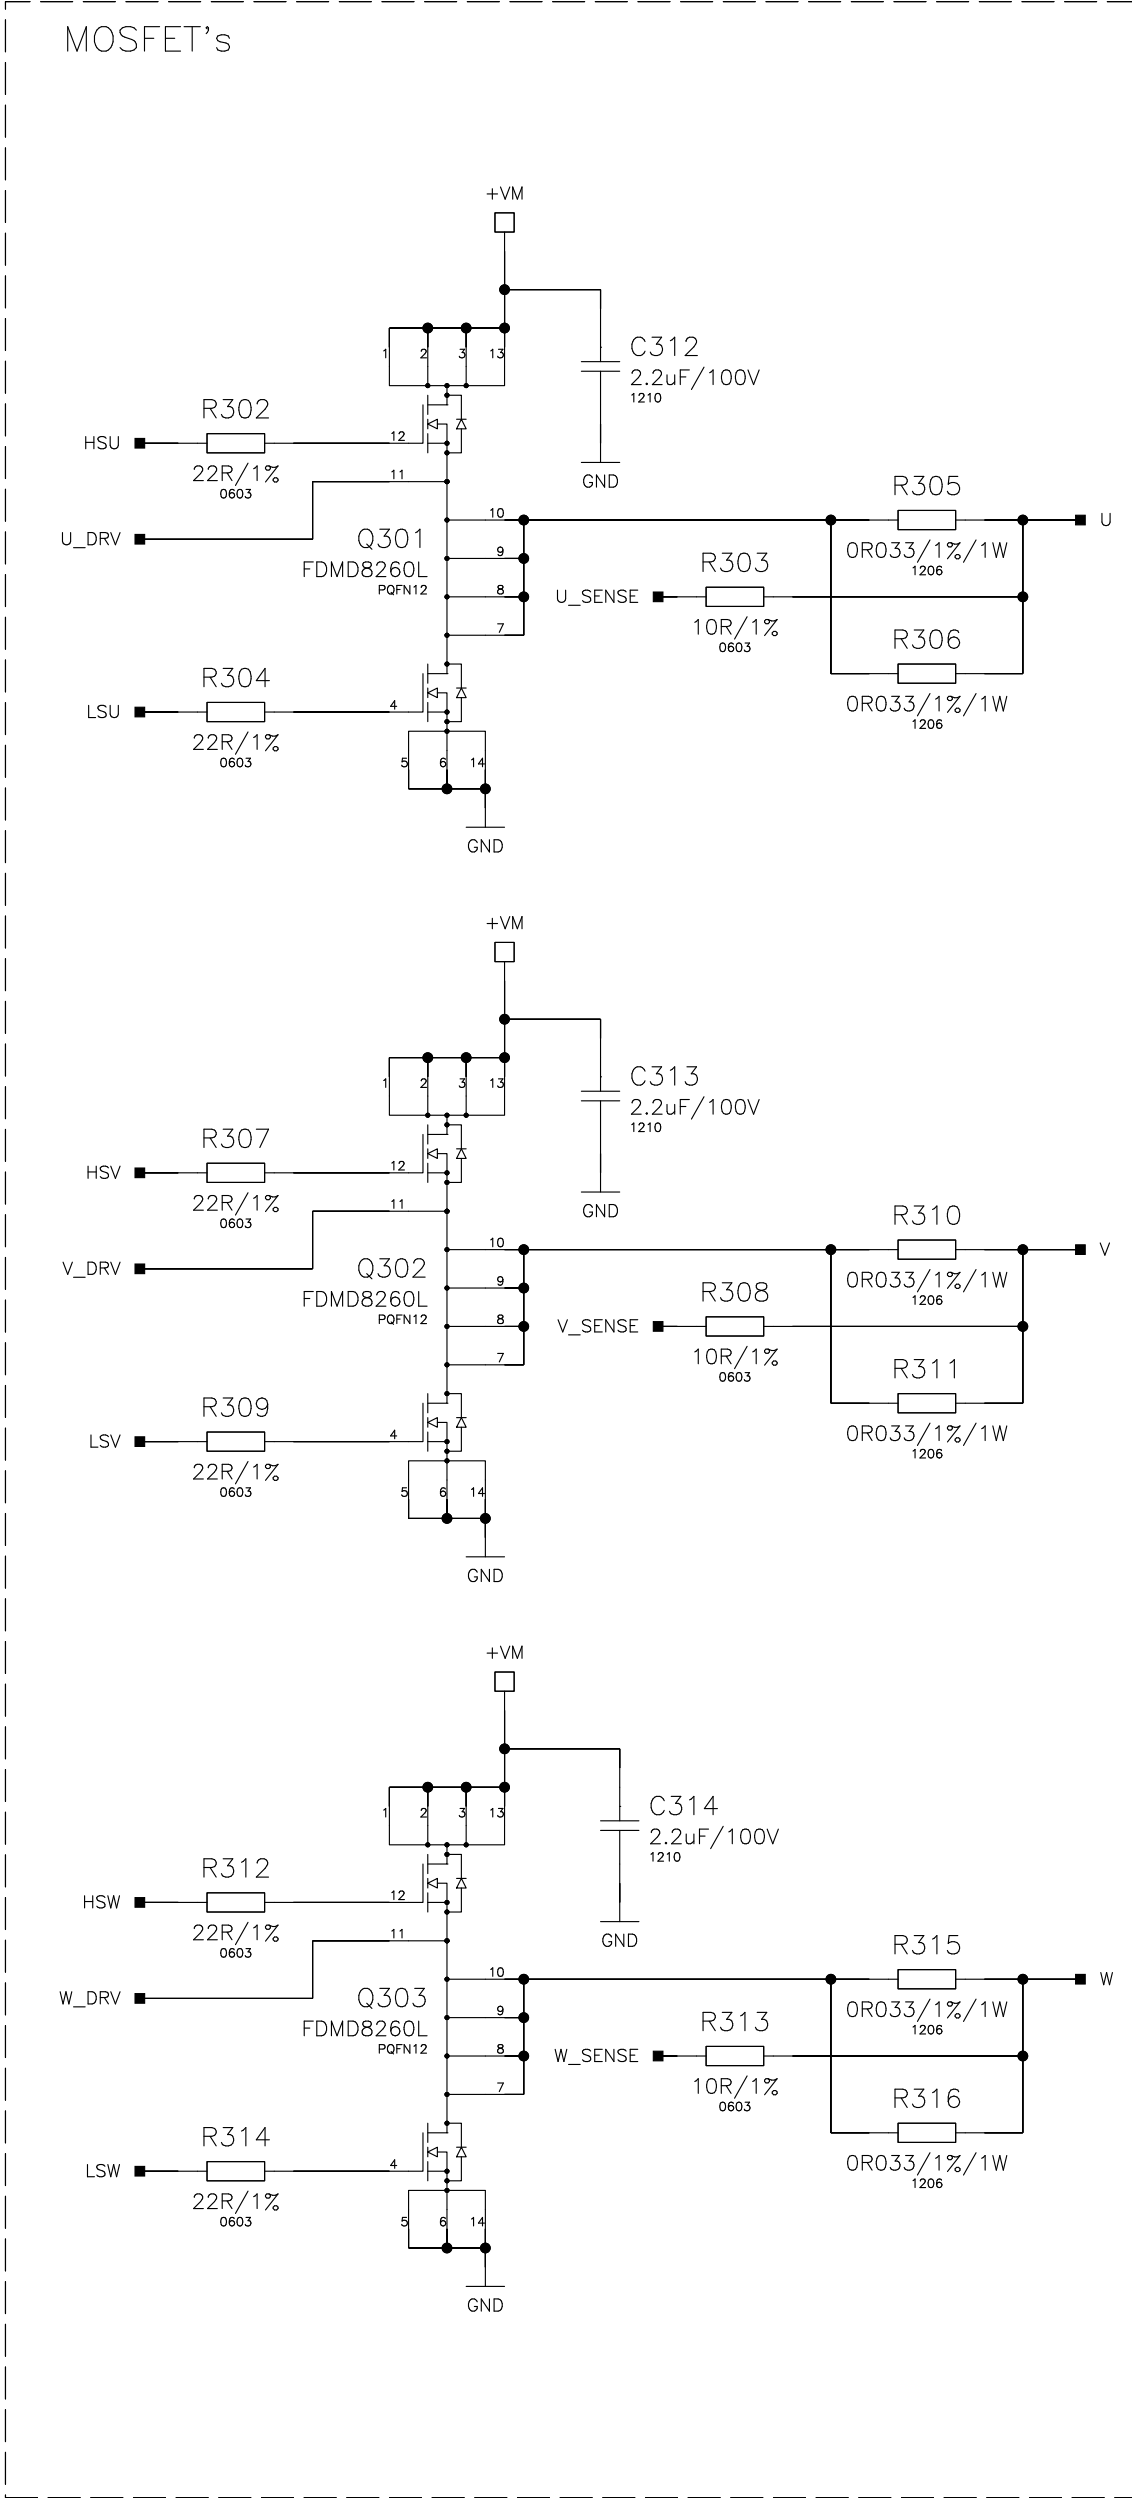 MOSFET's
+VM
1 2 3 13
C312
2.2uF/100V
1210
GND
R302
HSU
12
22R/1%
0603
11
U_DRV
Q301
FDMD8260L
PQFN12
10
9
8
7
R305
U
0R033/1%/1W
1206
R303
U_SENSE
10R/1%
0603
R306
0R033/1%/1W
1206
R304
LSU
4
22R/1%
0603
5 6 14
GND
+VM
1 2 3 13
C313
2.2uF/100V
1210
GND
R307
HSV
12
22R/1%
0603
11
V_DRV
Q302
FDMD8260L
PQFN12
10
9
8
7
R310
V
0R033/1%/1W
1206
R308
V_SENSE
10R/1%
0603
R311
0R033/1%/1W
1206
R309
LSV
4
22R/1%
0603
5 6 14
GND
+VM
1 2 3 13
C314
2.2uF/100V
1210
GND
R312
HSW
12
22R/1%
0603
11
W_DRV
Q303
FDMD8260L
PQFN12
10
9
8
7
R315
W
0R033/1%/1W
1206
R313
W_SENSE
10R/1%
0603
R316
0R033/1%/1W
1206
R314
LSW
4
22R/1%
0603
5 6 14
GND